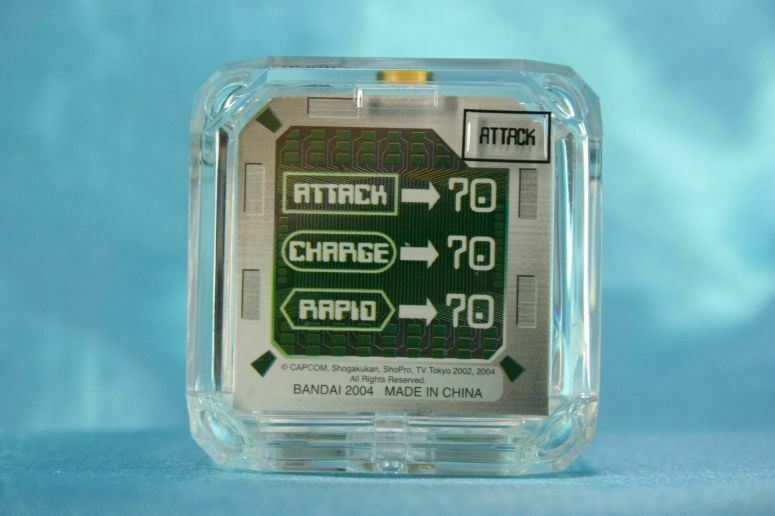 ATTACK
ATTACK 70
CHARGE 70
RAPID 70
© CAPCOM, Shogakukan, ShoPro, TV Tokyo 2002, 2004
All Rights Reserved.
BANDAI 2004 MADE IN CHINA